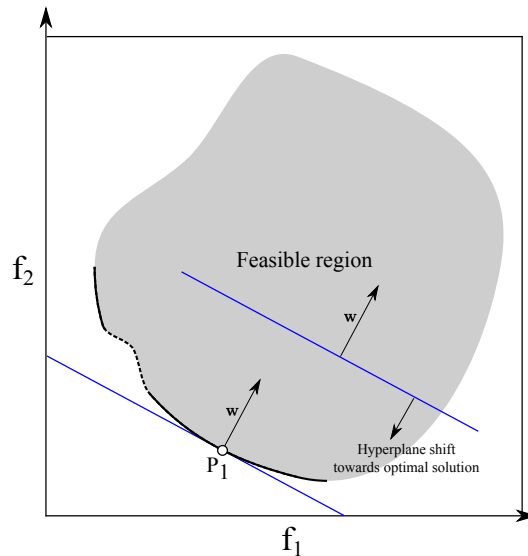 f2
Feasible region
w
w
P1
Hyperplane shift
towards optimal solution
f1